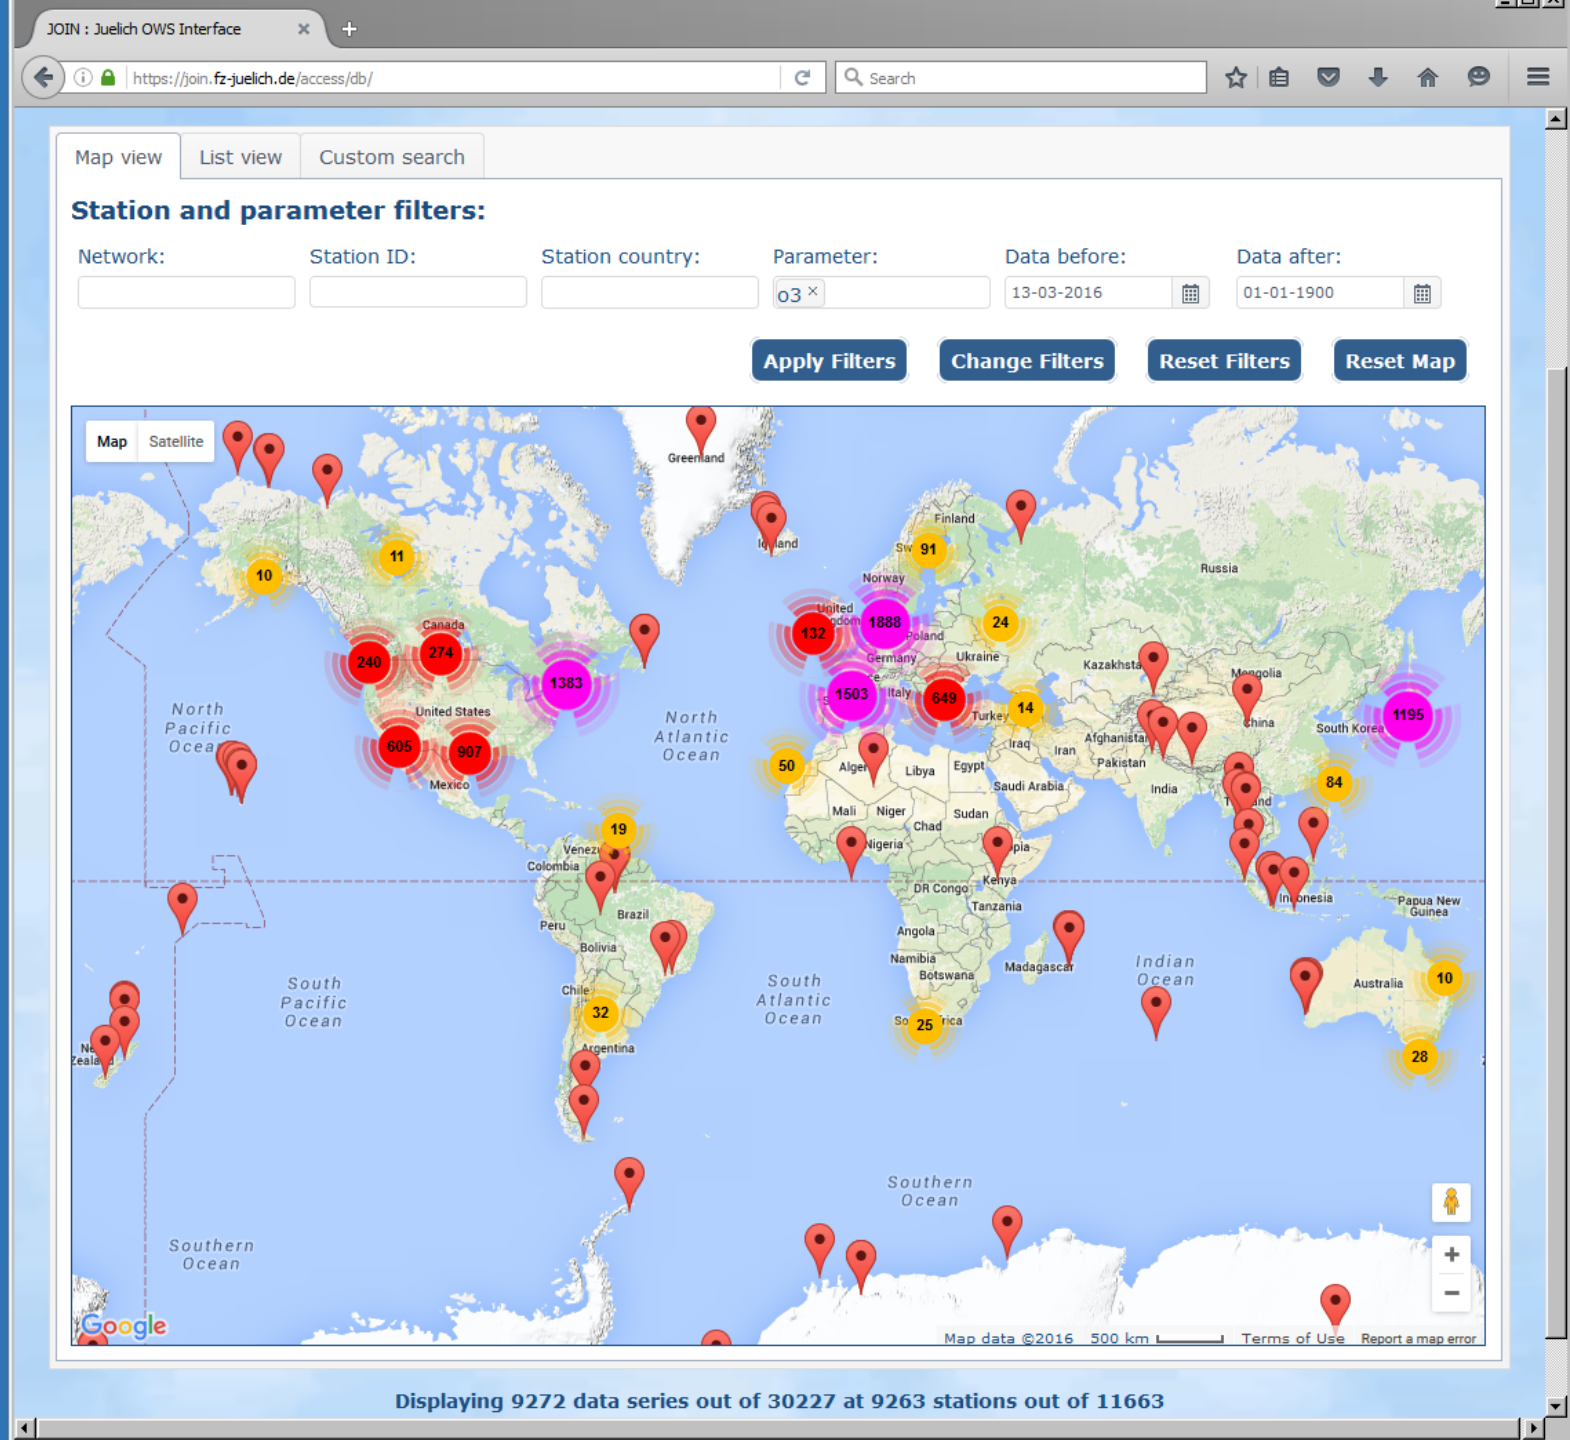 JOIN : Juelich OWS Interface
https://join.fz-juelich.de/access/db/
Search
Map view
List view
Custom search
Station and parameter filters:
Network:
Station ID:
Station country:
Parameter:
Data before:
Data after:
o3 ×
13-03-2016
01-01-1900
Apply Filters
Change Filters
Reset Filters
Reset Map
Map
Satellite
Greenland
Iceland
Finland
91
Norway
Russia
11
10
United
132
1888
Poland
24
Germany
Ukraine
Kazakhsta
Mongolia
Canada
240
274
1383
1503
Italy
649
Turkey
14
1195
North
Pacific
Ocean
United States
North
Atlantic
Ocean
China
South Korea
605
907
Mexico
50
Iraq
Iran
Afghanistan
Pakistan
Alger
Libya
Egypt
Saudi Arabia
India
84
Mali
Niger
Chad
Sudan
Nigeria
19
Venez
Colombia
Kenya
DR Congo
Tanzania
Indonesia
Papua New
Guinea
Peru
Brazil
Bolivia
Angola
Namibia
Botswana
Madagascar
Indian
Ocean
Australia
10
South
Pacific
Ocean
Chile
South
Atlantic
Ocean
32
25
28
Argentina
Southern
Ocean
Southern
Ocean
Google
Map data ©2016
500 km
Terms of Use
Report a map error
Displaying 9272 data series out of 30227 at 9263 stations out of 11663